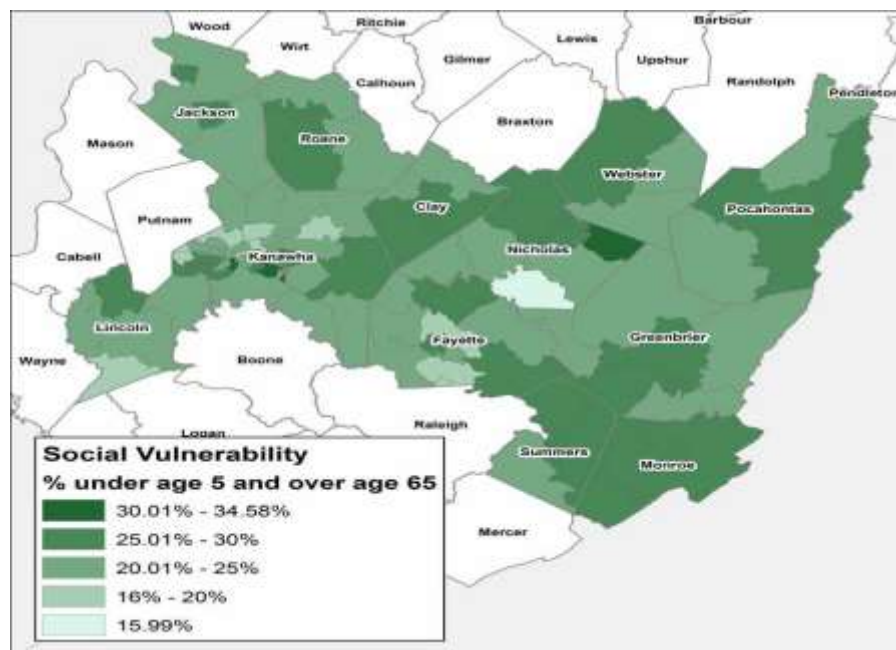 Wood
Ritchie
Barbour
Wirt
Gilmer
Lewis
Upshur
Calhoun
Randolph
Pendleton
Jackson
Braxton
Roane
Mason
Webster
Clay
Pocahontas
Putnam
Nicholas
Cabell
Kanawha
Lincoln
Fayette
Greenbrier
Wayne
Boone
Raleigh
Logan
Summers
Monroe
Mercer
Social Vulnerability
% under age 5 and over age 65
30.01% - 34.58%
25.01% - 30%
20.01% - 25%
16% - 20%
15.99%